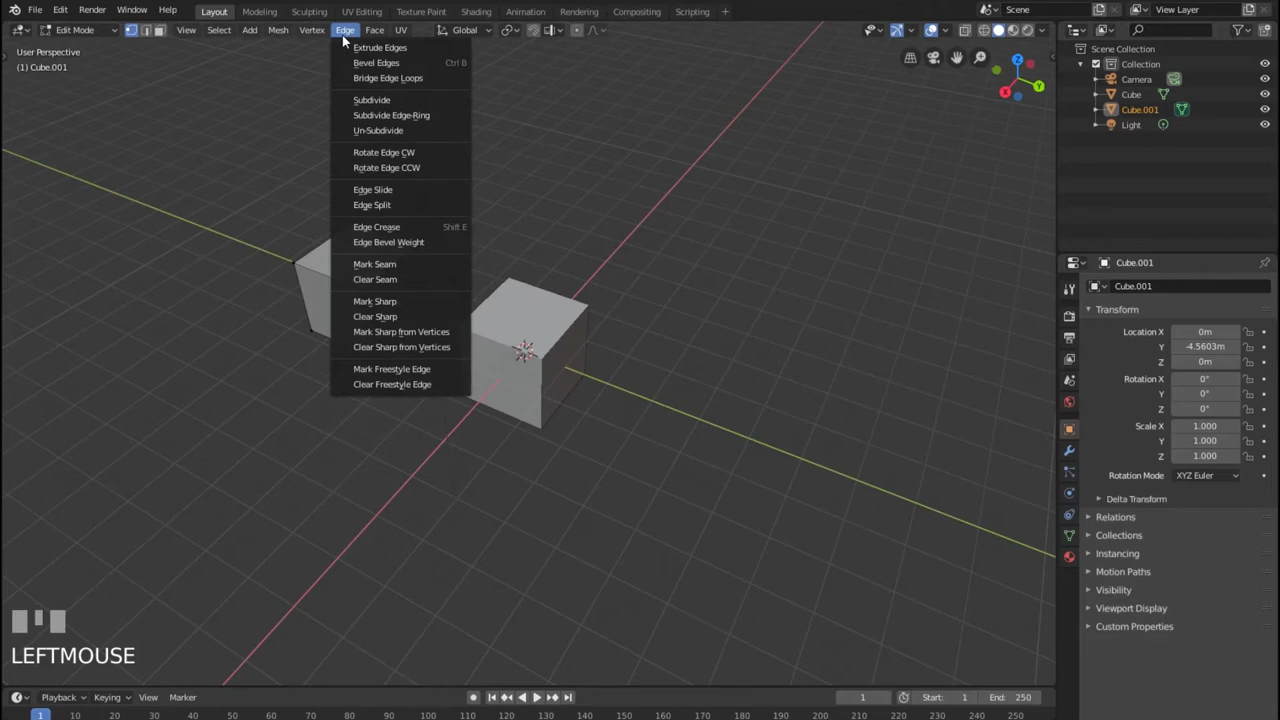 File Edit Render Window Help Layout Modeling Sculpting UV Editing Texture Paint Shading Animation Rendering Compositing Scripting + Scene View Layer
Edit Mode View Select Add Mesh Vertex Edge Face UV Global
User Perspective
(1) Cube.001
Extrude Edges
Bevel Edges Ctrl B
Bridge Edge Loops
Subdivide
Subdivide Edge-Ring
Un-Subdivide
Rotate Edge CW
Rotate Edge CCW
Edge Slide
Edge Split
Edge Crease Shift E
Edge Bevel Weight
Mark Seam
Clear Seam
Mark Sharp
Clear Sharp
Mark Sharp from Vertices
Clear Sharp from Vertices
Mark Freestyle Edge
Clear Freestyle Edge
Z
X
Y
Scene Collection
Collection
Camera
Cube
Cube.001
Light
Cube.001
Cube.001
Transform
Location X 0m
Y -4.5603m
Z 0m
Rotation X 0°
Y 0°
Z 0°
Scale X 1.000
Y 1.000
Z 1.000
Rotation Mode XYZ Euler
Delta Transform
Relations
Collections
Instancing
Motion Paths
Visibility
Viewport Display
Custom Properties
LEFTMOUSE
Playback Keying View Marker 1 Start: 1 End: 250
1 10 20 30 40 50 60 70 80 90 100 110 120 130 140 150 160 170 180 190 200 210 220 230 240 250